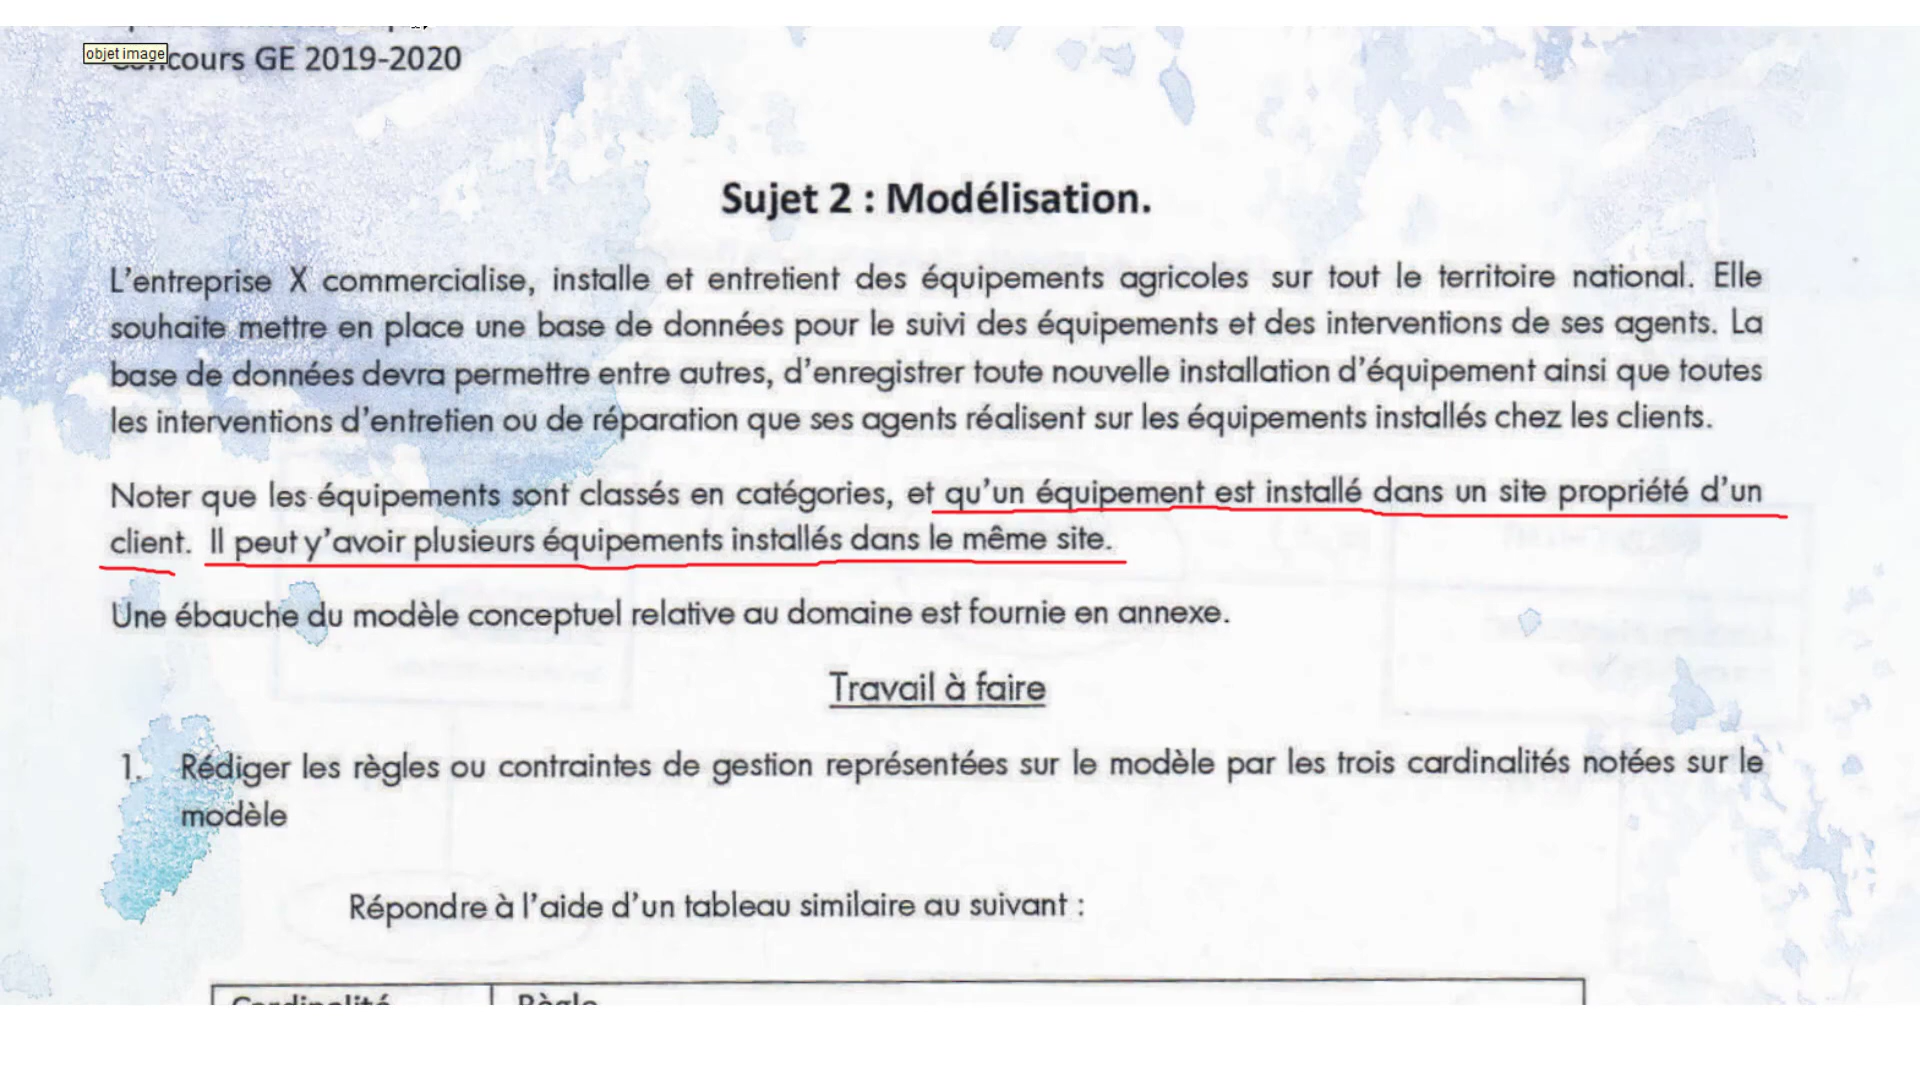 objet image
cours GE 2019-2020
Sujet 2 : Modélisation.
L’entreprise X commercialise, installe et entretient des équipements agricoles sur tout le territoire national. Elle
souhaite mettre en place une base de données pour le suivi des équipements et des interventions de ses agents. La
base de données devra permettre entre autres, d’enregistrer toute nouvelle installation d’équipement ainsi que toutes
les interventions d’entretien ou de réparation que ses agents réalisent sur les équipements installés chez les clients.
Noter que les équipements sont classés en catégories, et qu’un équipement est installé dans un site propriété d’un
client. Il peut y’avoir plusieurs équipements installés dans le même site.
Une ébauche du modèle conceptuel relative au domaine est fournie en annexe.
Travail à faire
1. Rédiger les règles ou contraintes de gestion représentées sur le modèle par les trois cardinalités notées sur le
modèle
Répondre à l’aide d’un tableau similaire au suivant :
Cardinalité Règle